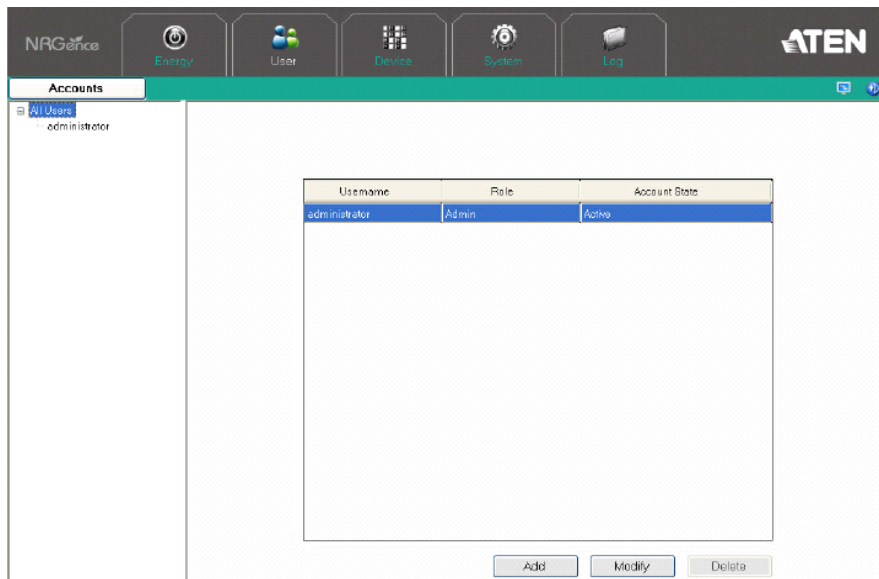 NRGence
Energy
User
Device
System
Log
ATEN
Accounts
All Users
administrator
Username Role Account State
administrator Admin Active
Add Modify Delete